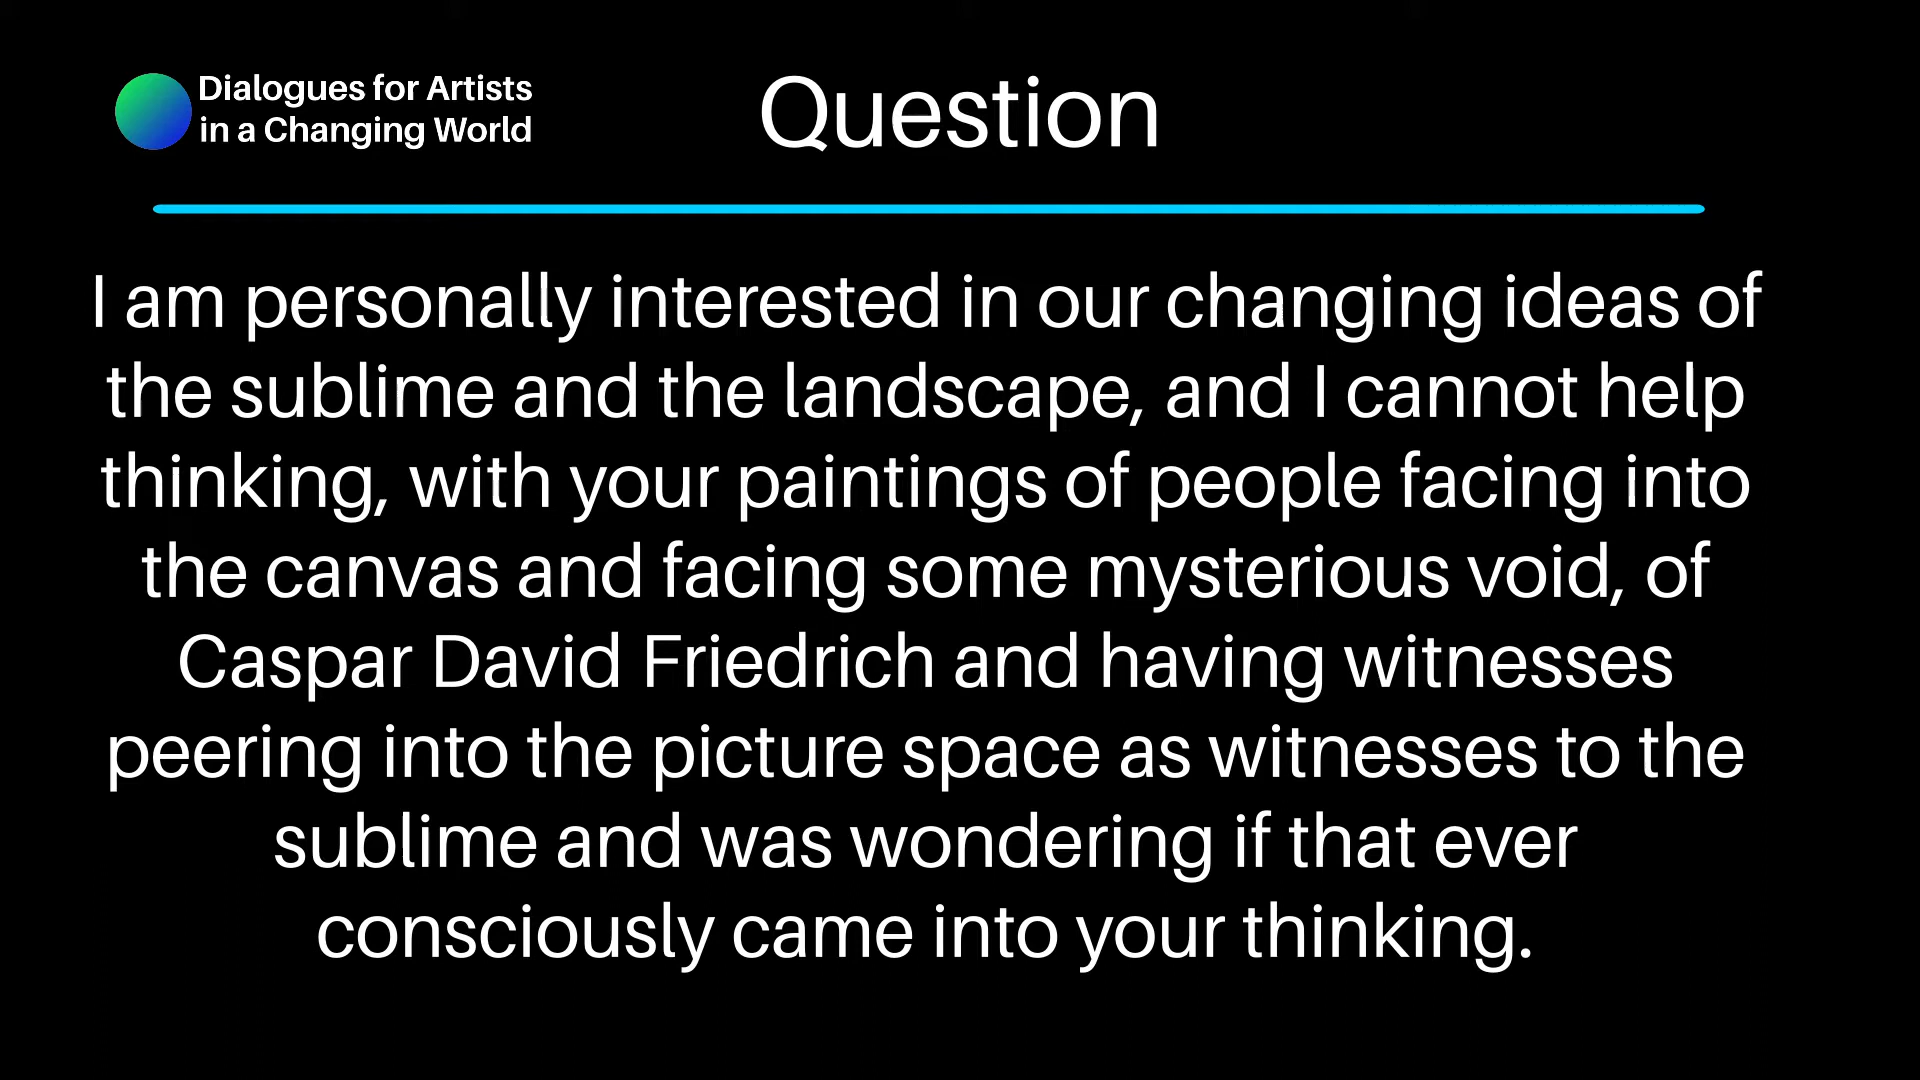 Dialogues for Artists
in a Changing World
Question
I am personally interested in our changing ideas of
the sublime and the landscape, and I cannot help
thinking, with your paintings of people facing into
the canvas and facing some mysterious void, of
Caspar David Friedrich and having witnesses
peering into the picture space as witnesses to the
sublime and was wondering if that ever
consciously came into your thinking.